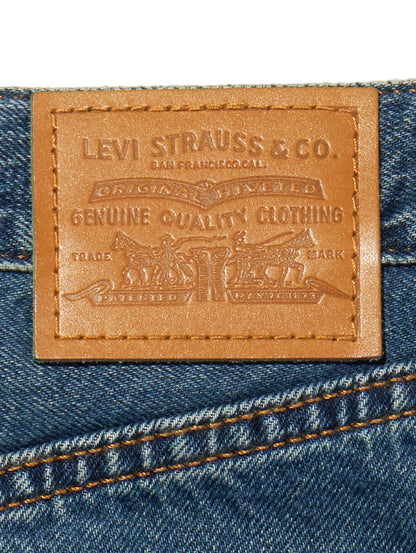 LEVI STRAUSS & CO.
SAN FRANCISCO, CAL.
ORIGINAL RIVETED
GENUINE QUALITY CLOTHING
TRADE MARK
PATENTED MAY 20 1873